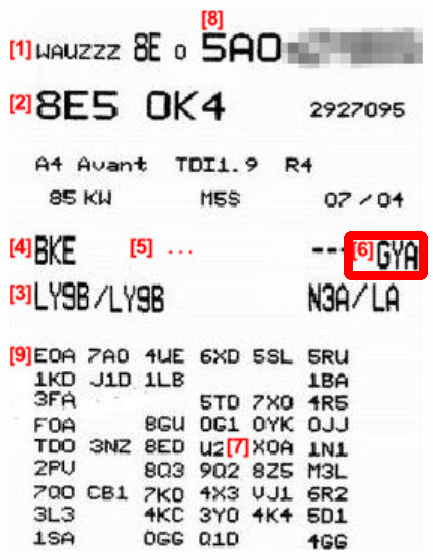 [8]
[1] WAUZZZ 8E 0 5A0
[2] 8E5 0K4 2927095
A4 Avant TDI1.9 R4
85 KW M5S 07/04
[4] BKE [5] ... --- [6] GYA
[3] LY9B/LY9B N3A/LA
[9] E0A 7A0 4UE 6XD 5SL 5RU
1KD J1D 1LB 1BA
3FA 5TD 7X0 4R5
F0A 8GU 0G1 0YK 0JJ
TD0 3NZ 8ED U2 [7] X0A 1N1
2PU 8Q3 9Q2 8Z5 M3L
7Q0 CB1 7K0 4X3 VJ1 6R2
3L3 4KC 3Y0 4K4 5D1
1SA 0GG Q1D 4GG